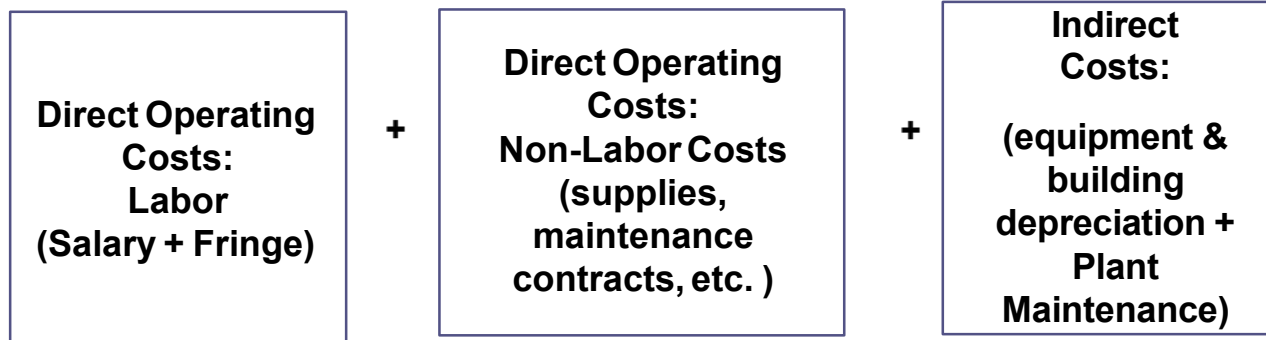 Direct Operating
Costs:
Labor
(Salary + Fringe)
+
Direct Operating
Costs:
Non-Labor Costs
(supplies,
maintenance
contracts, etc. )
+
Indirect
Costs:
(equipment &
building
depreciation +
Plant
Maintenance)